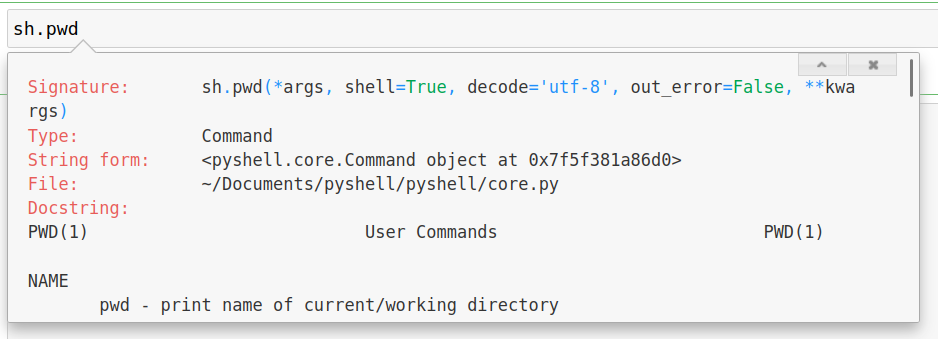 sh.pwd
Signature: sh.pwd(*args, shell=True, decode='utf-8', out_error=False, **kwa
rgs)
Type: Command
String form: <pyshell.core.Command object at 0x7f5f381a86d0>
File: ~/Documents/pyshell/pyshell/core.py
Docstring:
PWD(1) User Commands PWD(1)
NAME
pwd - print name of current/working directory